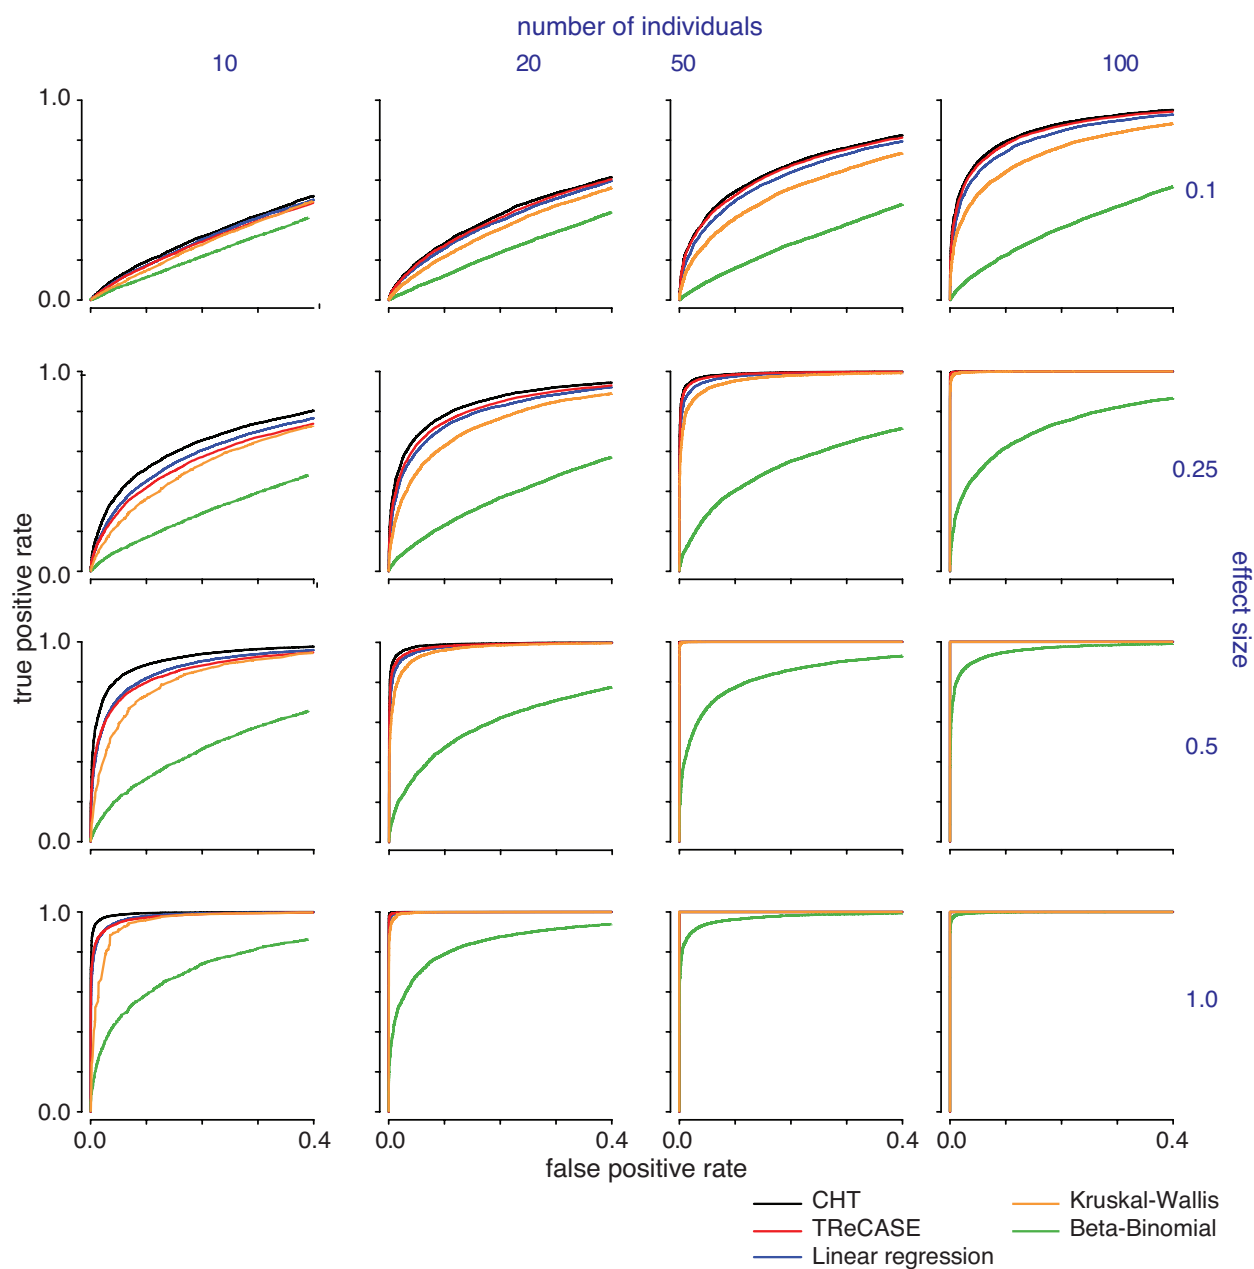 number of individuals
10 20 50 100
1.0
0.0
0.1
1.0
0.0
0.25
true positive rate
effect size
1.0
0.0
0.5
1.0
0.0
1.0
0.0 0.4 0.0 0.4 0.0 0.4 0.0 0.4
false positive rate
CHT
TReCASE
Linear regression
Kruskal-Wallis
Beta-Binomial